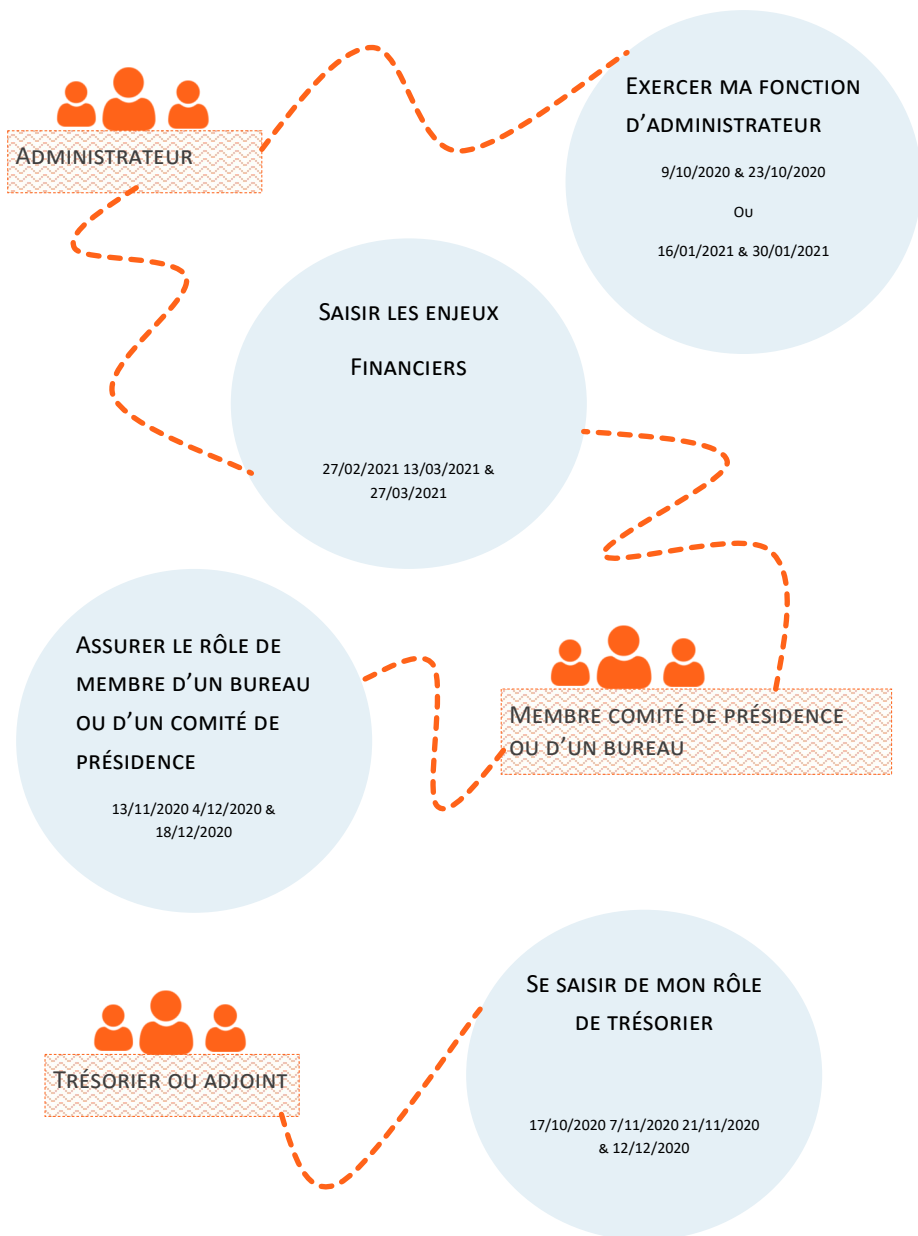 Exercer ma fonction
d'administrateur
9/10/2020 & 23/10/2020
Ou
16/01/2021 & 30/01/2021
Administrateur
Saisir les enjeux
Financiers
27/02/2021 13/03/2021 &
27/03/2021
Assurer le rôle de
membre d'un bureau
ou d'un comité de
présidence
13/11/2020 4/12/2020 &
18/12/2020
Membre comité de présidence
ou d'un bureau
Se saisir de mon rôle
de trésorier
17/10/2020 7/11/2020 21/11/2020
& 12/12/2020
Trésorier ou adjoint